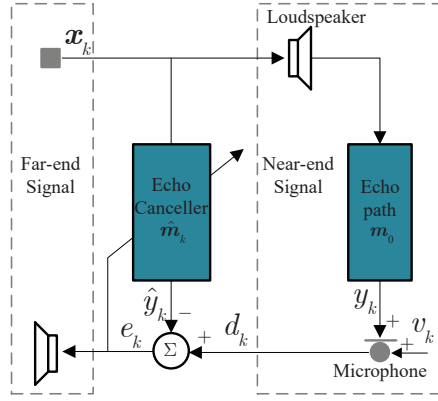 Loudspeaker
𝒙_k
Far-end
Signal
Echo
Canceller
m̂_k
Near-end
Signal
Echo
path
m_0
ŷ_k
−
y_k
+
e_k
Σ
+
d_k
+
v_k
Microphone